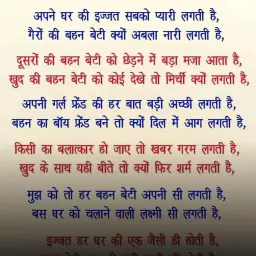 अपने घर की इज्जत सबको प्यारी लगती है,
गैरों की बहन बेटी क्यों अबला नारी लगती है,
दूसरों की बहन बेटी को छेड़ने में बड़ा मजा आता है,
खुद की बहन बेटी को कोई देखे तो मिर्ची क्यों लगती है,
अपनी गर्ल फ्रेंड की हर बात बड़ी अच्छी लगती है,
बहन का बॉय फ्रेंड बने तो क्यों दिल में आग लगती है,
किसी का बलात्कार हो जाए तो खबर गरम लगती है,
खुद के साथ यही बीते तो क्यों फिर शर्म लगती है,
मुझ को तो हर बहन बेटी अपनी सी लगती है,
बस घर को चलाने वाली लक्ष्मी सी लगती है,
इज्जत हर घर की एक जैसी ही होती है,